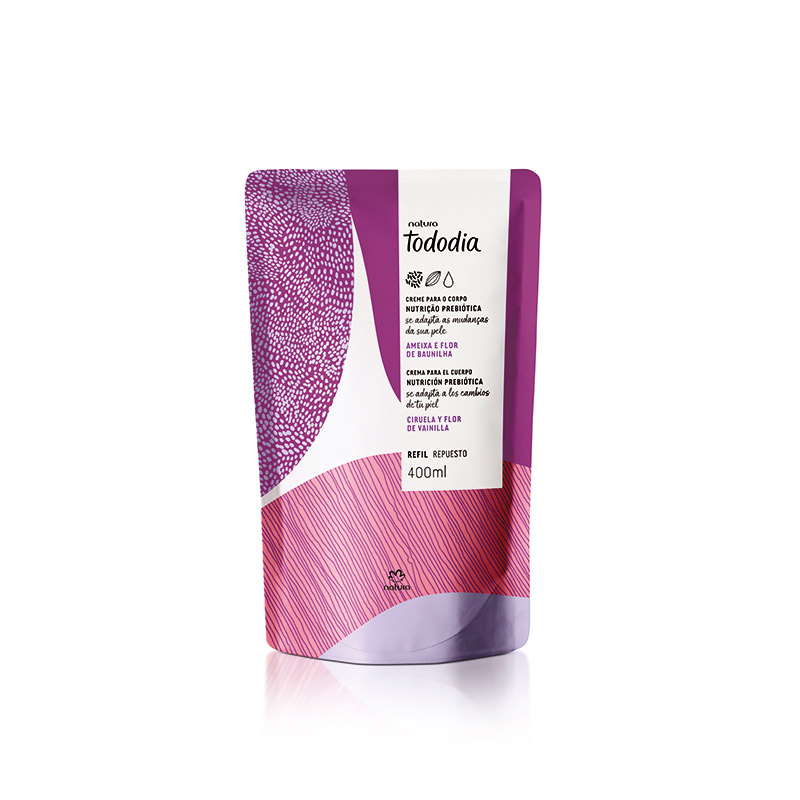 natura
Tododia
CREME PARA O CORPO
NUTRIÇÃO PREBIÓTICA
se adapta as mudanças
da sua pele
AMEIXA E FLOR
DE BAUNILHA
CREMA PARA EL CUERPO
NUTRICIÓN PREBIÓTICA
se adapta a los cambios
de tu piel
CIRUELA Y FLOR
DE VAINILLA
REFIL REPUESTO
400ml
natura